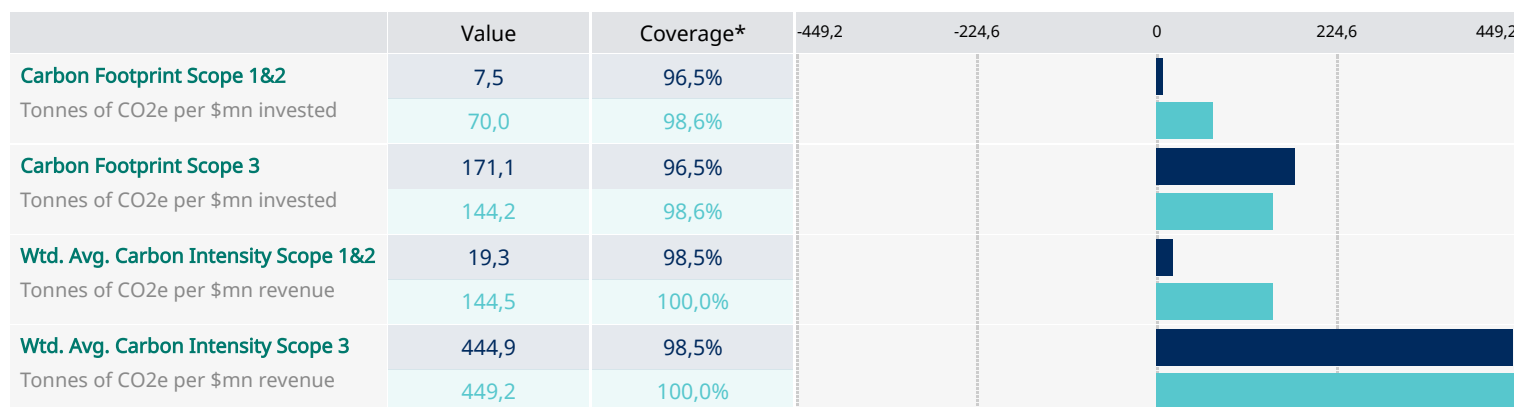 Value Coverage* -449,2 -224,6 0 224,6 449,2
Carbon Footprint Scope 1&2 7,5 96,5%
Tonnes of CO2e per $mn invested 70,0 98,6%
Carbon Footprint Scope 3 171,1 96,5%
Tonnes of CO2e per $mn invested 144,2 98,6%
Wtd. Avg. Carbon Intensity Scope 1&2 19,3 98,5%
Tonnes of CO2e per $mn revenue 144,5 100,0%
Wtd. Avg. Carbon Intensity Scope 3 444,9 98,5%
Tonnes of CO2e per $mn revenue 449,2 100,0%